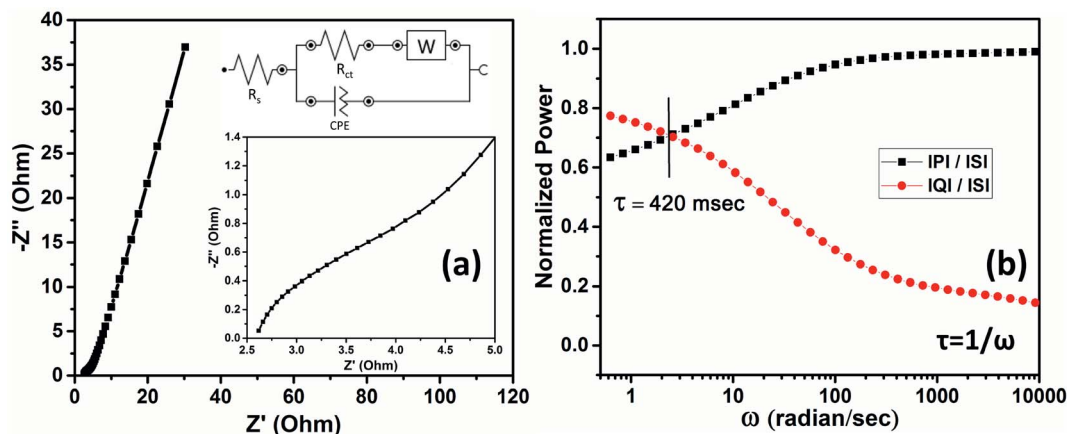 40
35
30
25
20
15
10
5
0
-Z'' (Ohm)
0 20 40 60 80 100 120
Z' (Ohm)
R_s
R_ct
W
CPE
1.4
1.2
1.0
0.8
0.6
0.4
0.2
0.0
-Z'' (Ohm)
2.5 3.0 3.5 4.0 4.5 5.0
Z' (Ohm)
(a)
1.0
0.8
0.6
0.4
0.2
0.0
Normalized Power
IPI / ISI
IQI / ISI
τ = 420 msec
(b)
τ=1/ω
1 10 100 1000 10000
ω (radian/sec)